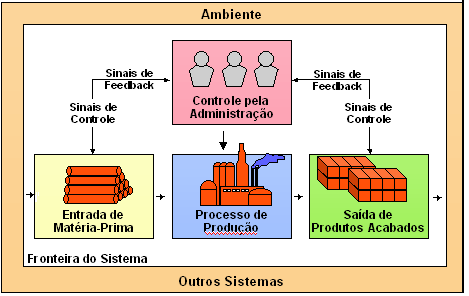 Ambiente
Sinais de
Feedback
Sinais de
Controle
Controle pela
Administração
Sinais de
Feedback
Sinais de
Controle
Entrada de
Matéria-Prima
Processo de
Produção
Saída de
Produtos Acabados
Fronteira do Sistema
Outros Sistemas